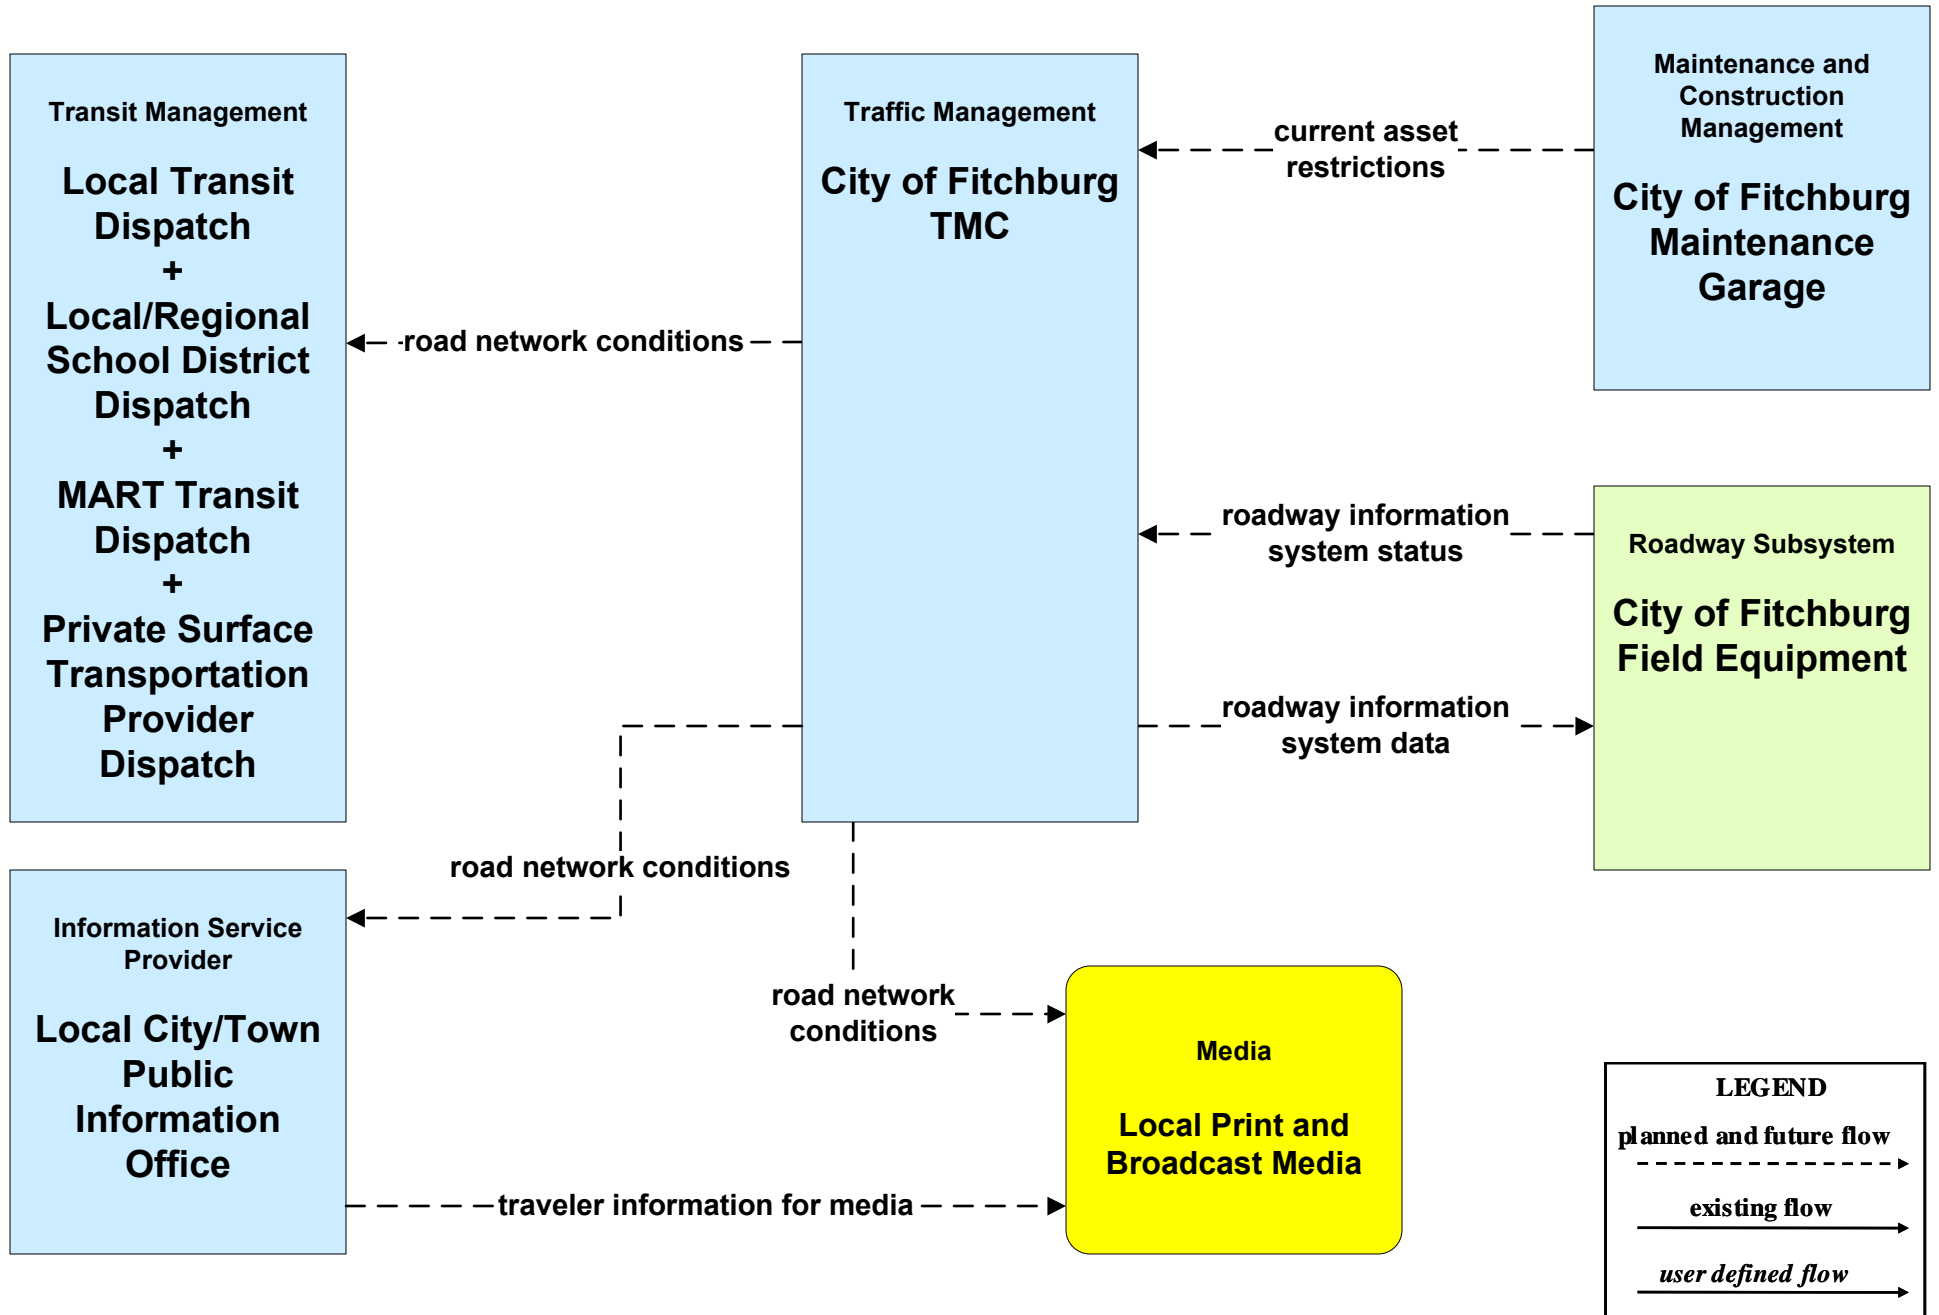 Transit Management
Local Transit
Dispatch
+
Local/Regional
School District
Dispatch
+
MART Transit
Dispatch
+
Private Surface
Transportation
Provider
Dispatch
Traffic Management
City of Fitchburg
TMC
Maintenance and
Construction
Management
City of Fitchburg
Maintenance
Garage
current asset
restrictions
road network conditions
roadway information
system status
Roadway Subsystem
City of Fitchburg
Field Equipment
roadway information
system data
road network conditions
Information Service
Provider
Local City/Town
Public
Information
Office
road network
conditions
Media
Local Print and
Broadcast Media
traveler information for media
LEGEND
planned and future flow
existing flow
user defined flow